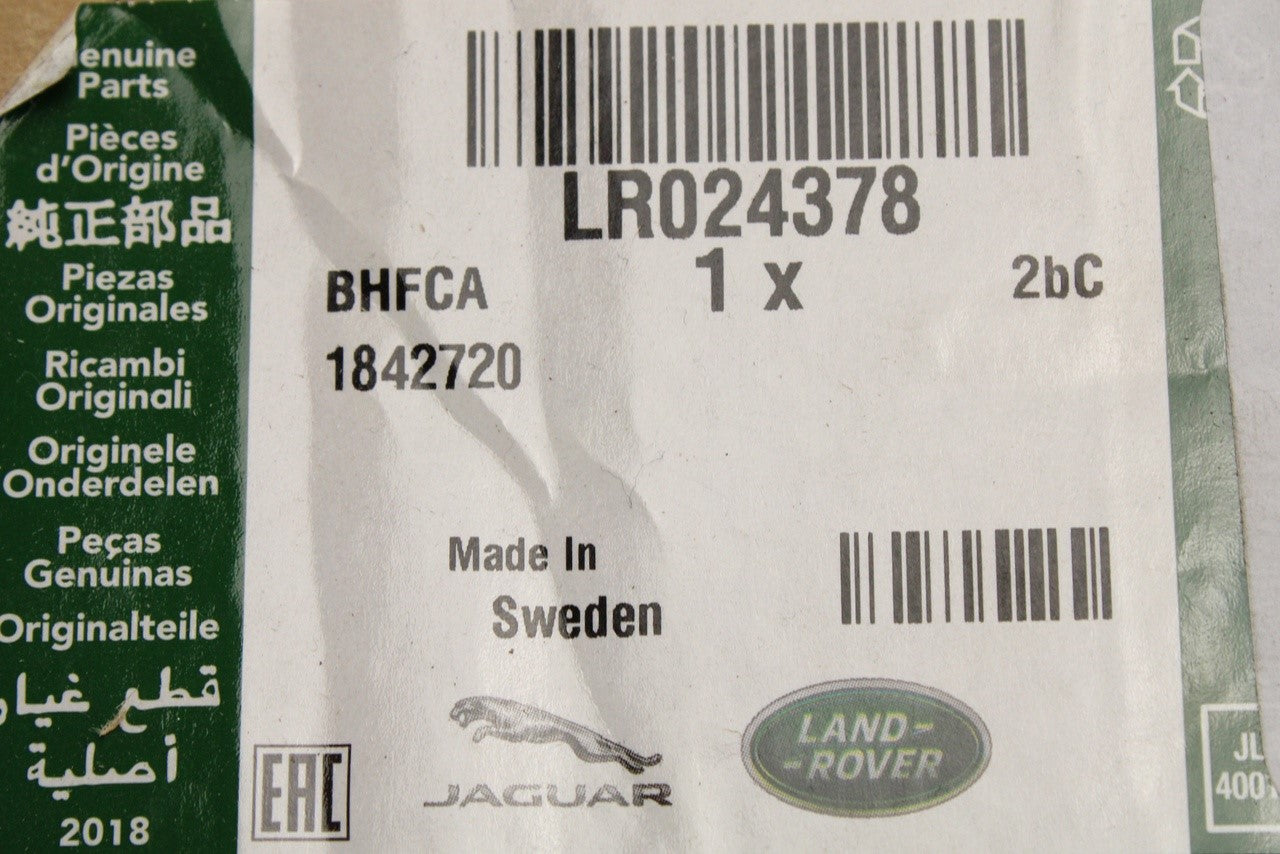 enuine
Parts
Pièces
d'Origine
純正部品
Piezas
Originales
Ricambi
Originali
Originele
Onderdelen
Peças
Genuinas
Originalteile
قطع غيار
أصلية
2018
LR024378
BHFCA
1 x
2bC
1842720
Made In
Sweden
EAC
JAGUAR
LAND-
-ROVER
JL